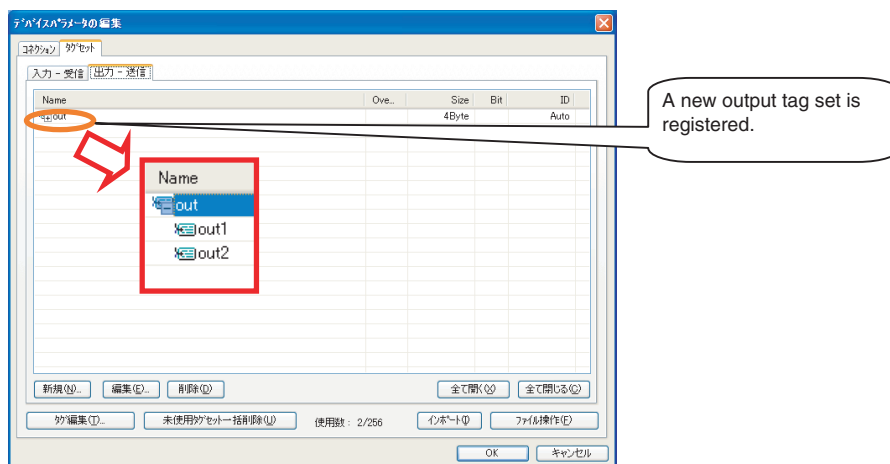 ﾃﾞﾊﾞｲｽﾊﾟﾗﾒｰﾀの編集
ｺﾈｸｼｮﾝ ﾀｸﾞｾｯﾄ
入力 - 受信 出力 - 送信
Name Ove.. Size Bit ID
out 4Byte Auto
A new output tag set is
registered.
Name
out
out1
out2
新規(N)... 編集(E)... 削除(D) 全て開く(X) 全て閉じる(C)
ﾀｸﾞ編集(T)... 未使用ﾀｸﾞｾｯﾄ一括削除(U) 使用数: 2/256 ｲﾝﾎﾟｰﾄ(I) ﾌｧｲﾙ操作(F)
OK ｷｬﾝｾﾙ